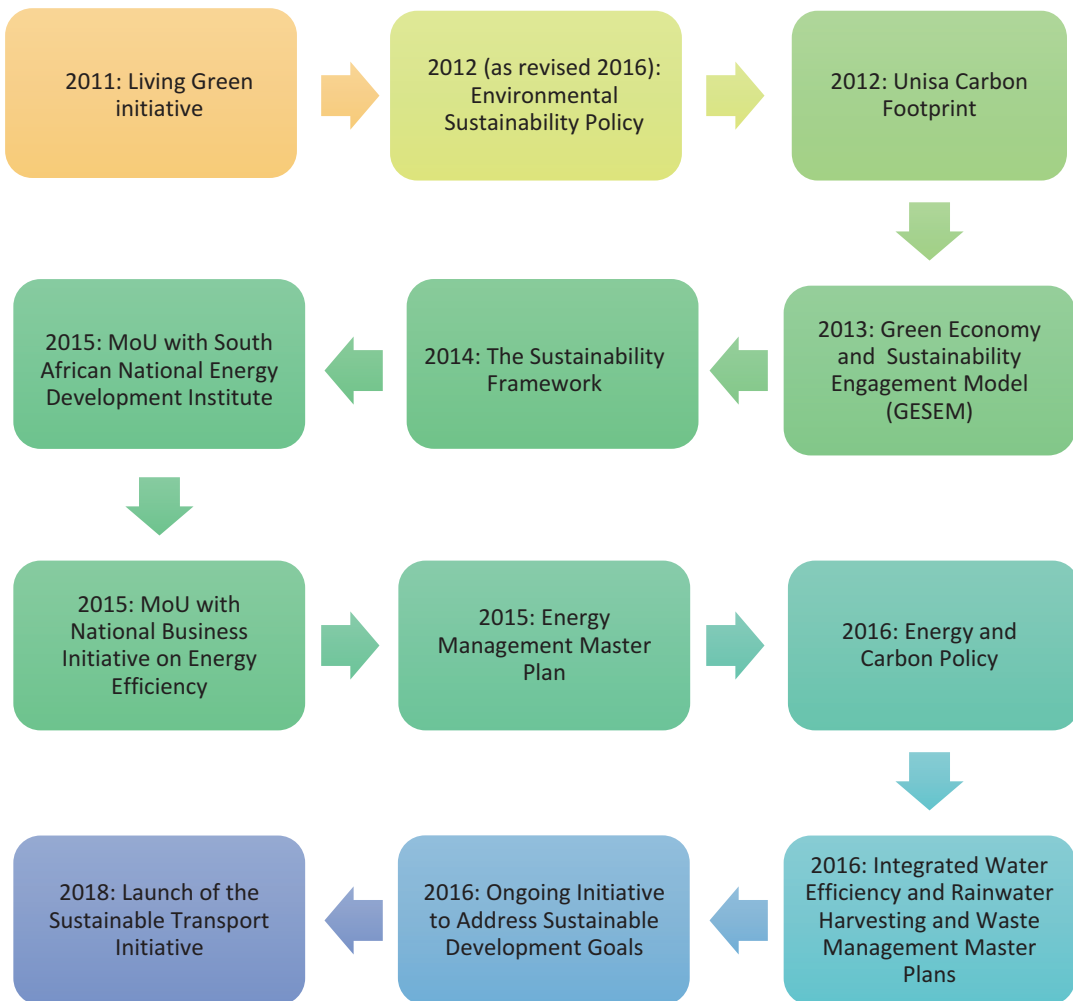 2011: Living Green
initiative
2012 (as revised 2016):
Environmental
Sustainability Policy
2012: Unisa Carbon
Footprint
2013: Green Economy
and Sustainability
Engagement Model
(GESEM)
2014: The Sustainability
Framework
2015: MoU with South
African National Energy
Development Institute
2015: MoU with
National Business
Initiative on Energy
Efficiency
2015: Energy
Management Master
Plan
2016: Energy and
Carbon Policy
2016: Integrated Water
Efficiency and Rainwater
Harvesting and Waste
Management Master
Plans
2016: Ongoing Initiative
to Address Sustainable
Development Goals
2018: Launch of the
Sustainable Transport
Initiative